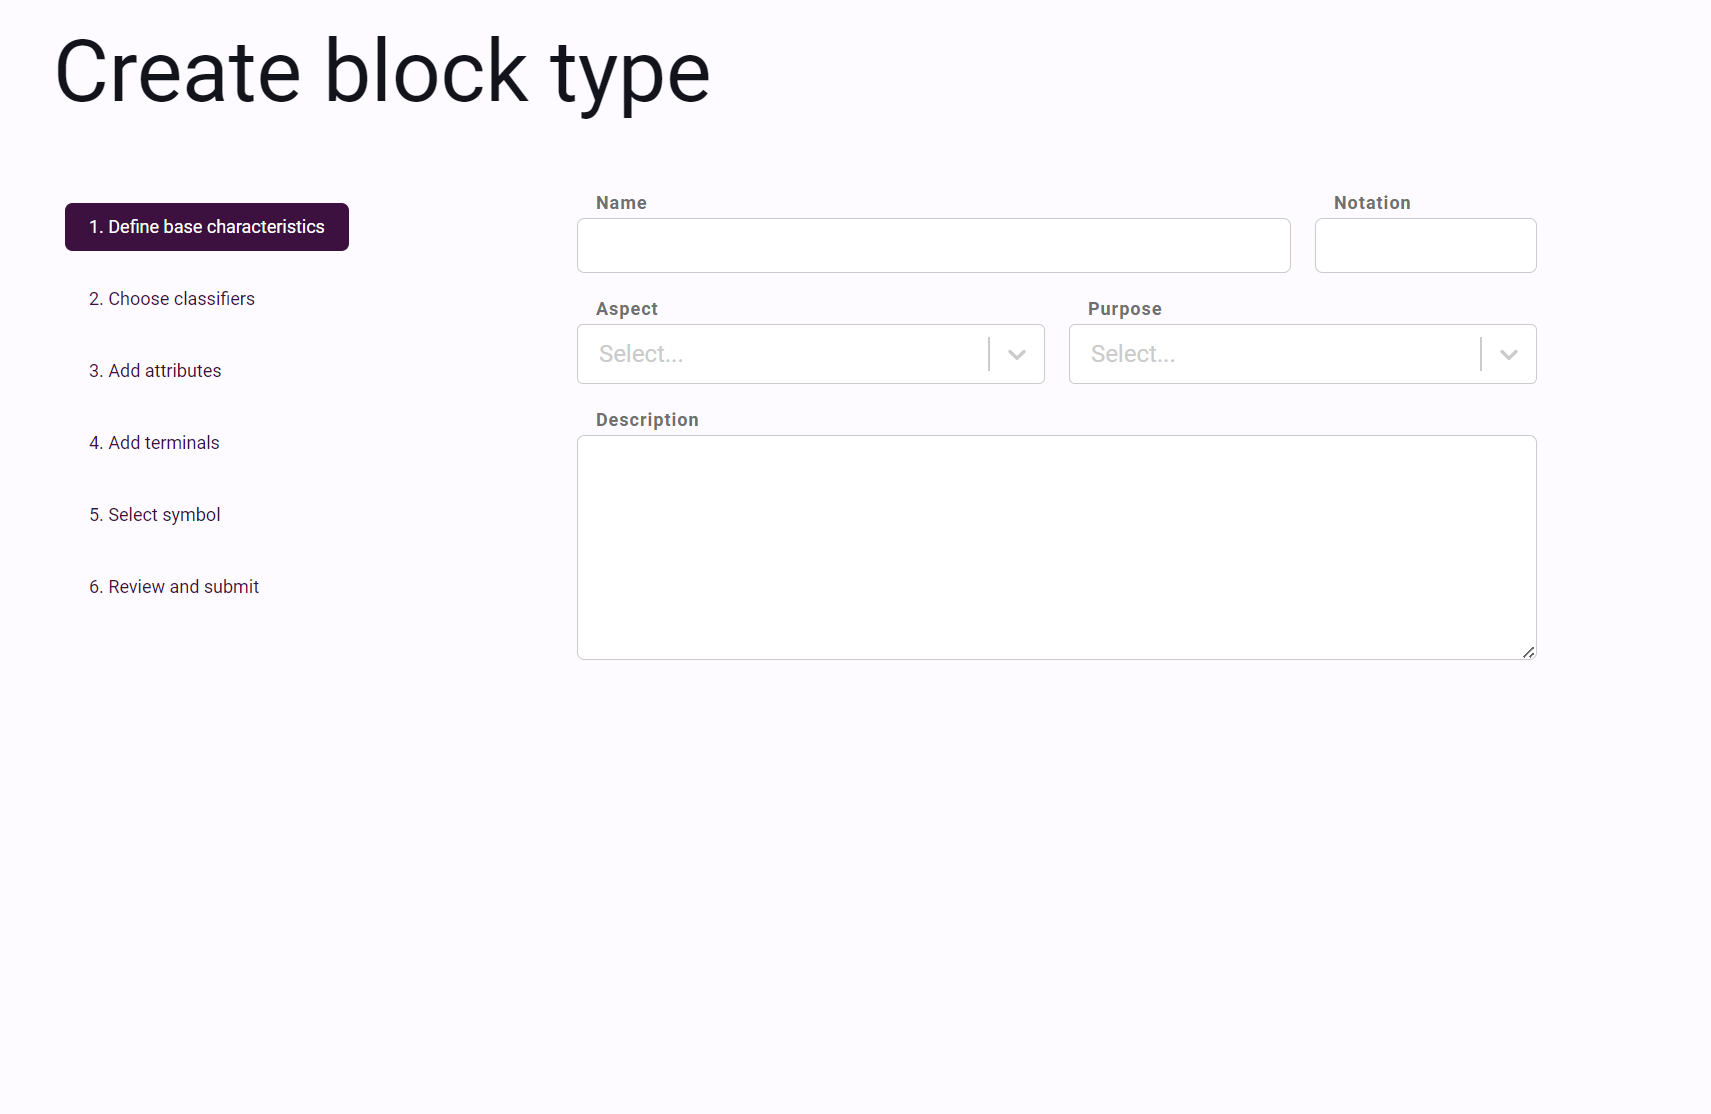 Create block type
1. Define base characteristics
2. Choose classifiers
3. Add attributes
4. Add terminals
5. Select symbol
6. Review and submit
Name
Notation
Aspect
Purpose
Select...
Select...
Description